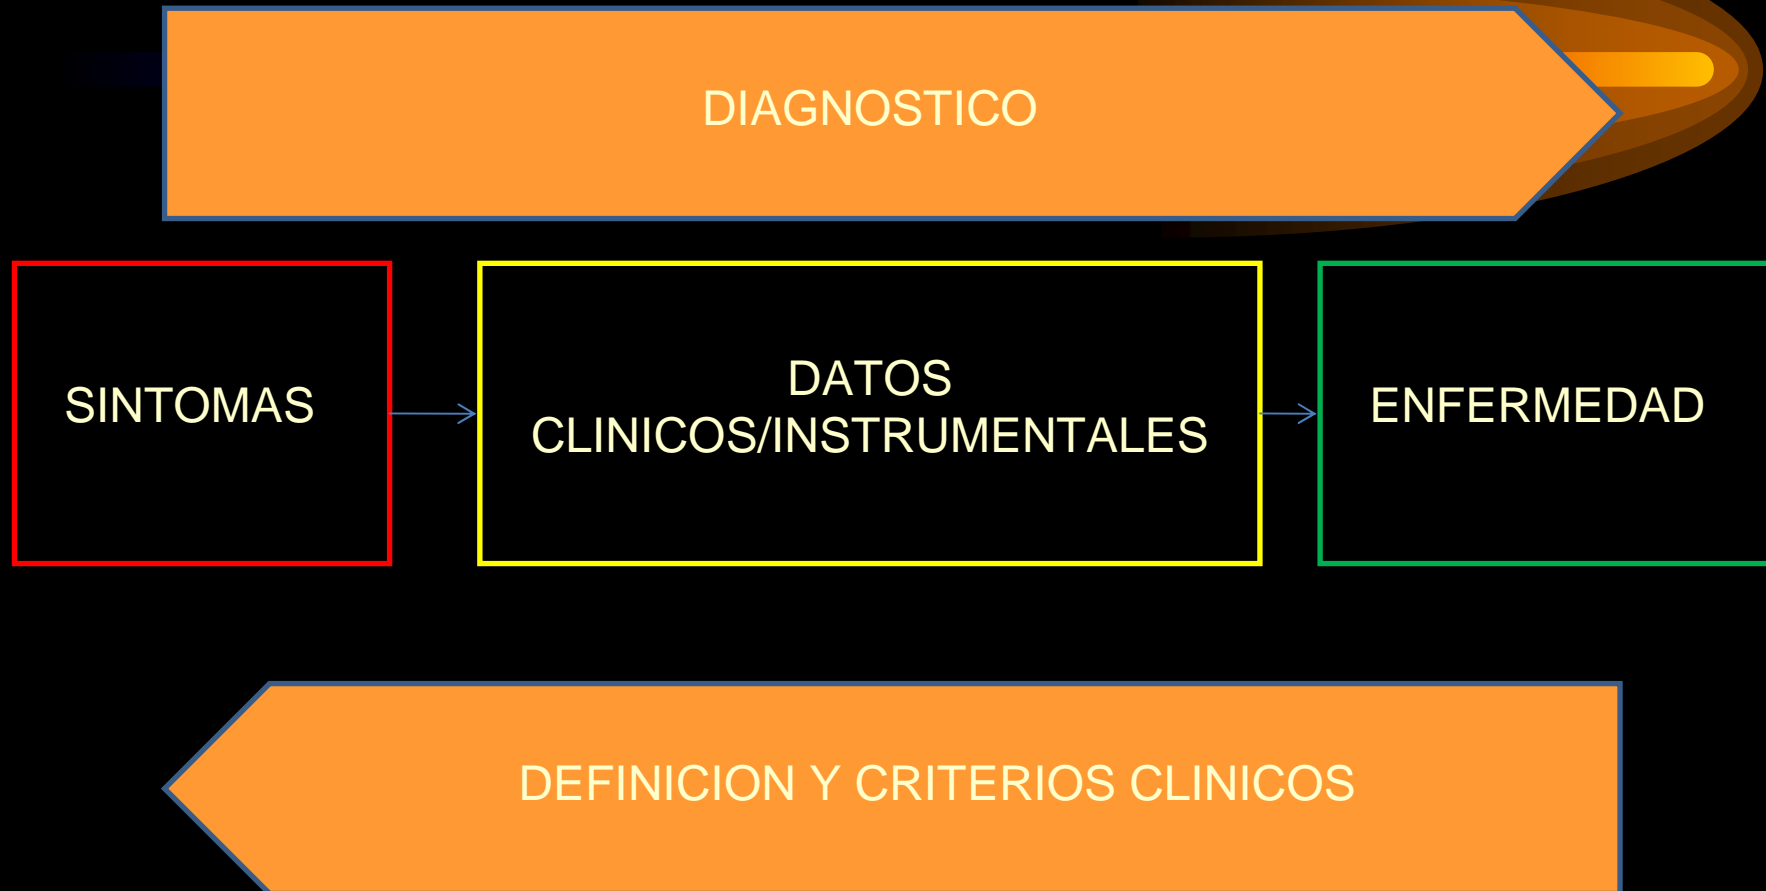 DIAGNOSTICO
SINTOMAS
DATOS
CLINICOS/INSTRUMENTALES
ENFERMEDAD
DEFINICION Y CRITERIOS CLINICOS